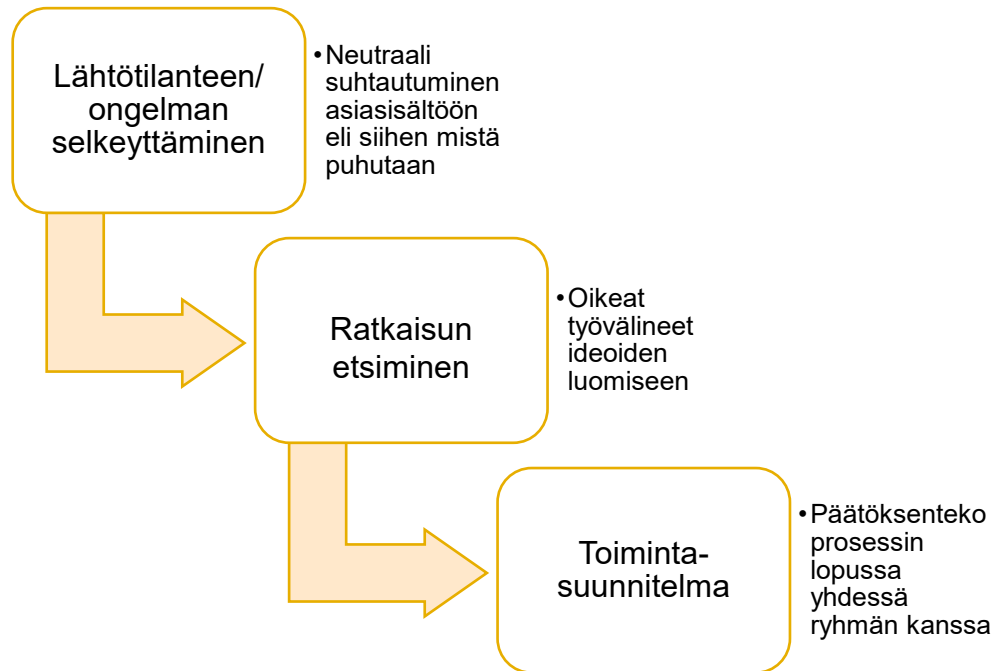 Lähtötilanteen/
ongelman
selkeyttäminen
•Neutraali
suhtautuminen
asiasisältöön
eli siihen mistä
puhutaan
Ratkaisun
etsiminen
•Oikeat
työvälineet
ideoiden
luomiseen
Toiminta-
suunnitelma
•Päätöksenteko
prosessin
lopussa
yhdessä
ryhmän kanssa